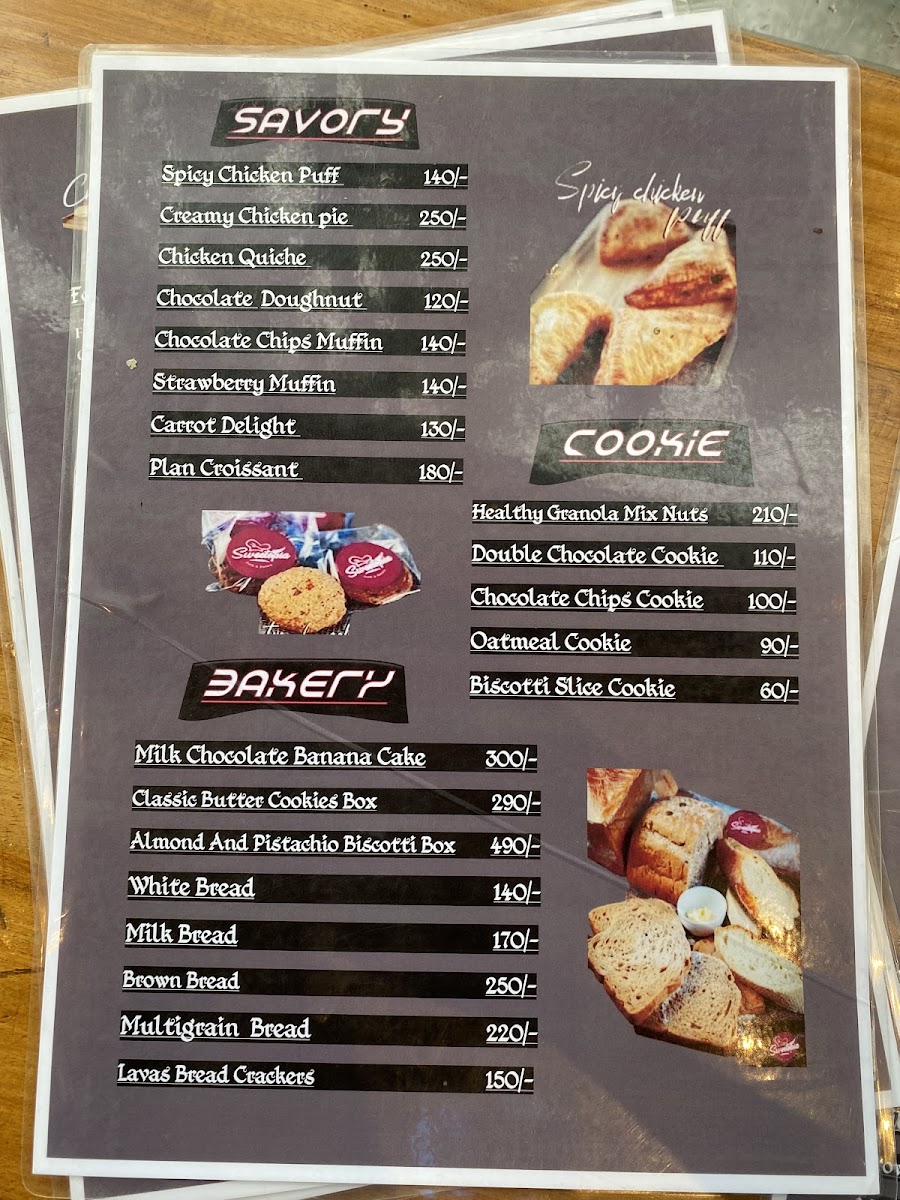 SAVORY
Spicy Chicken Puff 140/-
Creamy Chicken pie 250/-
Chicken Quiche 250/-
Chocolate Doughnut 120/-
Chocolate Chips Muffin 140/-
Strawberry Muffin 140/-
Carrot Delight 130/-
Plan Croissant 180/-
Spicy chicken
puff
COOKIE
Healthy Granola Mix Nuts 210/-
Double Chocolate Cookie 110/-
Chocolate Chips Cookie 100/-
Oatmeal Cookie 90/-
Biscotti Slice Cookie 60/-
Sweetopia
Sweetopia
BAKERY
Milk Chocolate Banana Cake 300/-
Classic Butter Cookies Box 290/-
Almond And Pistachio Biscotti Box 490/-
White Bread 140/-
Milk Bread 170/-
Brown Bread 250/-
Multigrain Bread 220/-
Lavas Bread Crackers 150/-